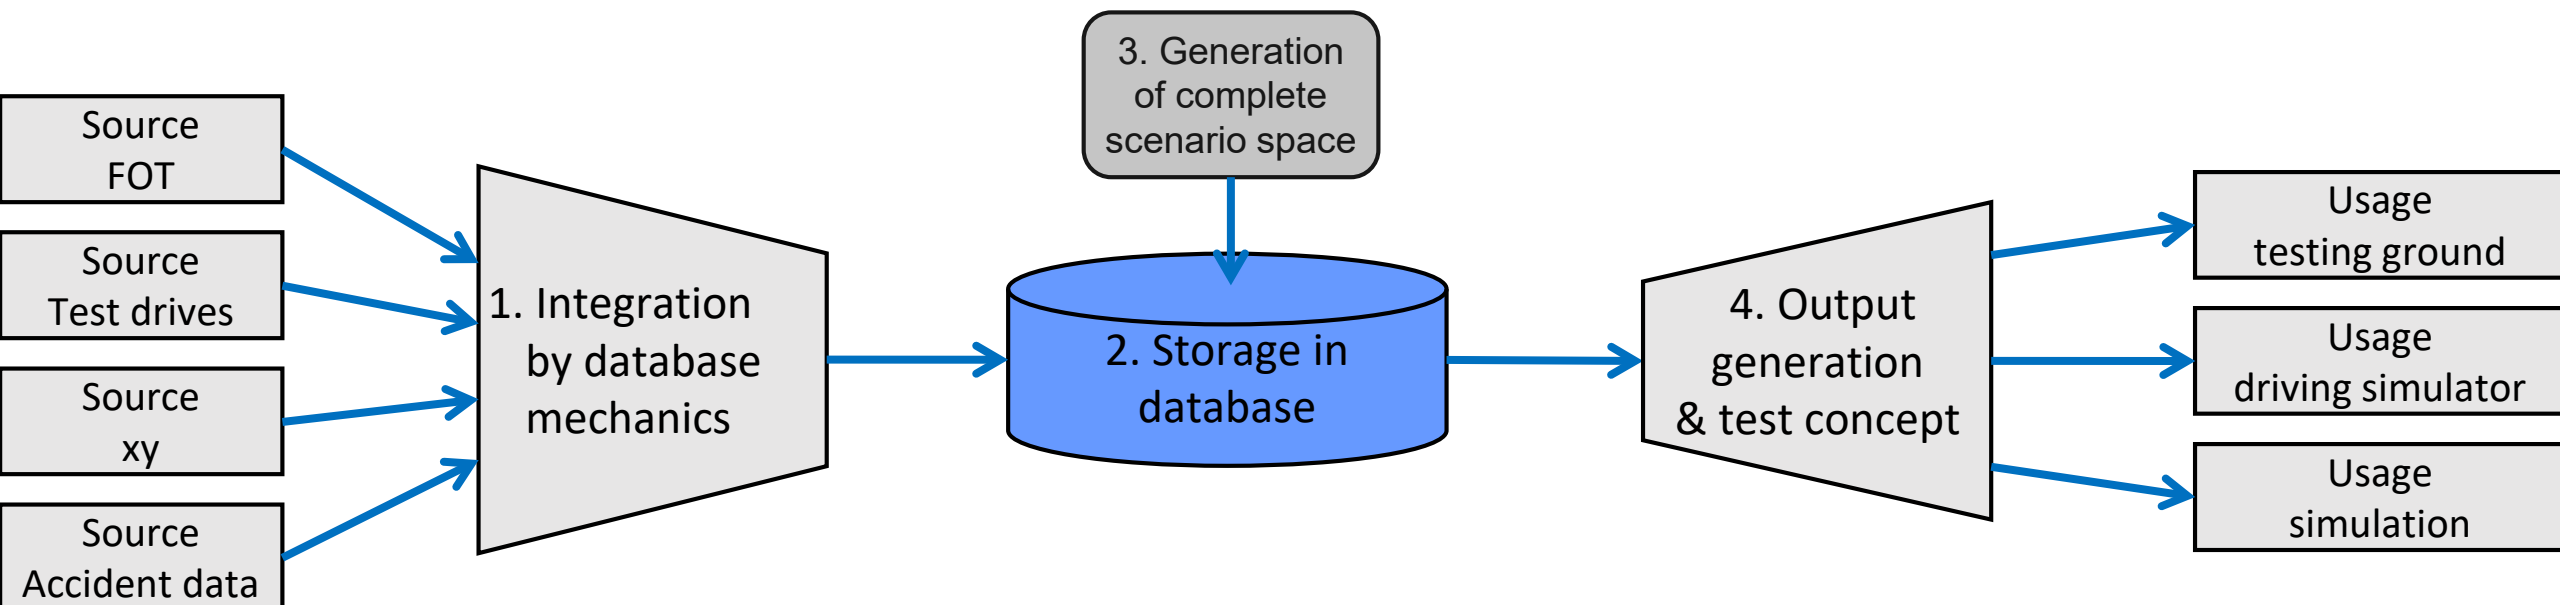 Source
FOT
Source
Test drives
Source
xy
Source
Accident data
1. Integration
by database
mechanics
3. Generation
of complete
scenario space
2. Storage in
database
4. Output
generation
& test concept
Usage
testing ground
Usage
driving simulator
Usage
simulation